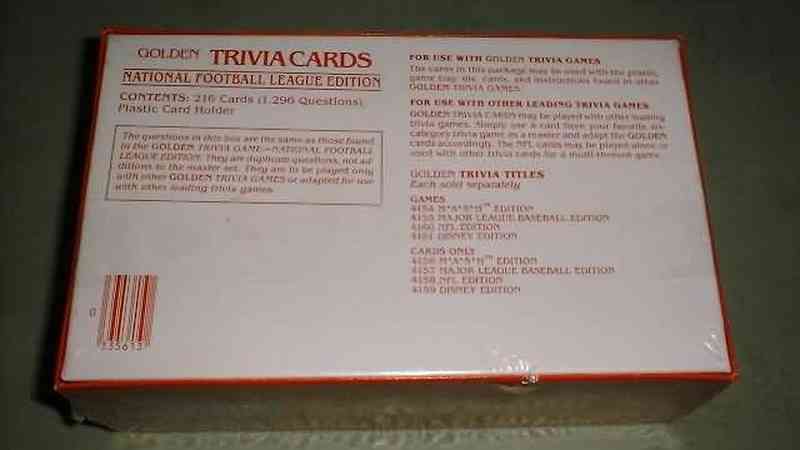 GOLDEN TRIVIA CARDS
NATIONAL FOOTBALL LEAGUE EDITION
CONTENTS: 216 Cards (1,296 Questions),
Plastic Card Holder
The questions in this box are the same as those found
in the GOLDEN TRIVIA GAME—NATIONAL FOOTBALL
LEAGUE EDITION. They are duplicate questions, not ad-
ditions to the master set. They are to be played only
with other GOLDEN TRIVIA GAMES or adapted for use
with other leading trivia games.
FOR USE WITH GOLDEN TRIVIA GAMES
The cards in this package may be used with the plastic
game tray, die, cards, and instructions found in other
GOLDEN TRIVIA GAMES.
FOR USE WITH OTHER LEADING TRIVIA GAMES
GOLDEN TRIVIA CARDS may be played with other leading
trivia games. Simply use a card from your favorite six-
category trivia game as a master and adapt the GOLDEN
cards accordingly. The NFL cards may be played alone or
used with other trivia cards for a multi-themed game.
GOLDEN TRIVIA TITLES
Each sold separately
GAMES
4154 M*A*S*H™ EDITION
4155 MAJOR LEAGUE BASEBALL EDITION
4160 NFL EDITION
4161 DISNEY EDITION
CARDS ONLY
4156 M*A*S*H™ EDITION
4157 MAJOR LEAGUE BASEBALL EDITION
4158 NFL EDITION
4159 DISNEY EDITION
0